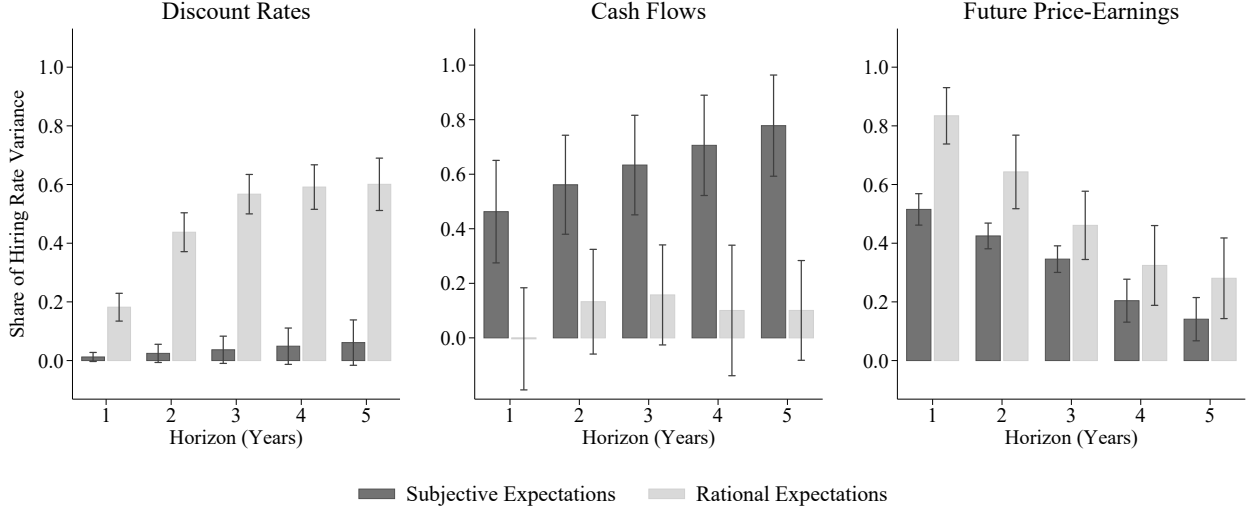 Discount Rates
Cash Flows
Future Price-Earnings
Share of Hiring Rate Variance
1.0
0.8
0.6
0.4
0.2
0.0
1 2 3 4 5
Horizon (Years)
1.0
0.8
0.6
0.4
0.2
0.0
1 2 3 4 5
Horizon (Years)
1.0
0.8
0.6
0.4
0.2
0.0
1 2 3 4 5
Horizon (Years)
Subjective Expectations
Rational Expectations